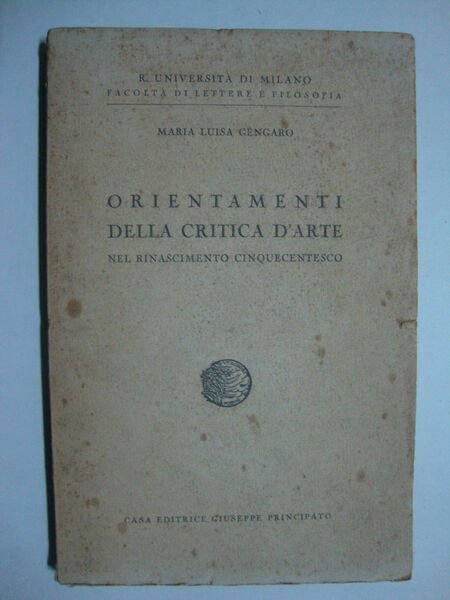 R. UNIVERSITÀ DI MILANO
FACOLTÀ DI LETTERE E FILOSOFIA
MARIA LUISA GENGARO
ORIENTAMENTI
DELLA CRITICA D'ARTE
NEL RINASCIMENTO CINQUECENTESCO
CASA EDITRICE GIUSEPPE PRINCIPATO